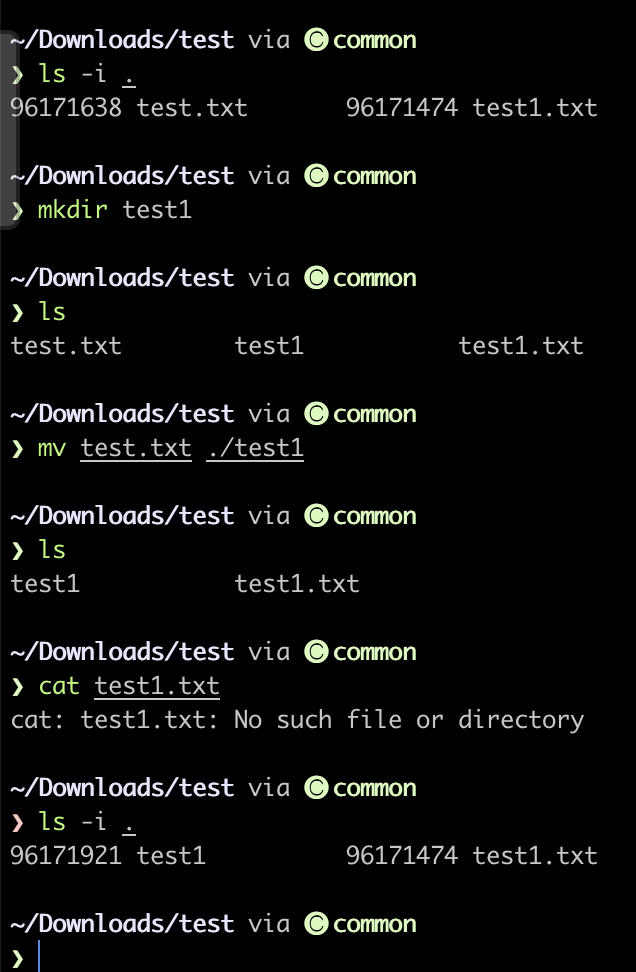 ~/Downloads/test via 🅒 common
❯ ls -i .
96171638 test.txt       96171474 test1.txt
~/Downloads/test via 🅒 common
❯ mkdir test1
~/Downloads/test via 🅒 common
❯ ls
test.txt        test1           test1.txt
~/Downloads/test via 🅒 common
❯ mv test.txt ./test1
~/Downloads/test via 🅒 common
❯ ls
test1           test1.txt
~/Downloads/test via 🅒 common
❯ cat test1.txt
cat: test1.txt: No such file or directory
~/Downloads/test via 🅒 common
❯ ls -i .
96171921 test1          96171474 test1.txt
~/Downloads/test via 🅒 common
❯